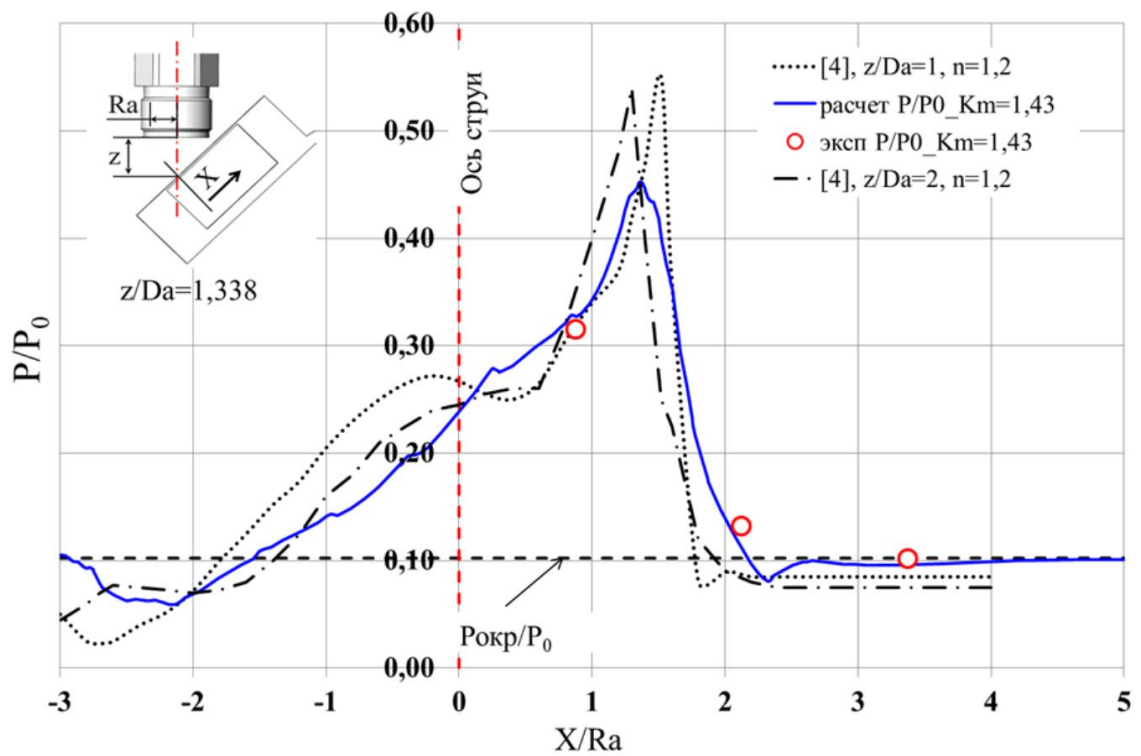 0,60
0,50
0,40
0,30
0,20
0,10
0,00
P/P₀
-3
-2
-1
0
1
2
3
4
5
X/Ra
Ra
z
X
z/Da=1,338
Ось струи
[4], z/Da=1, n=1,2
расчет P/P0_Km=1,43
эксп P/P0_Km=1,43
[4], z/Da=2, n=1,2
Pокр/P₀